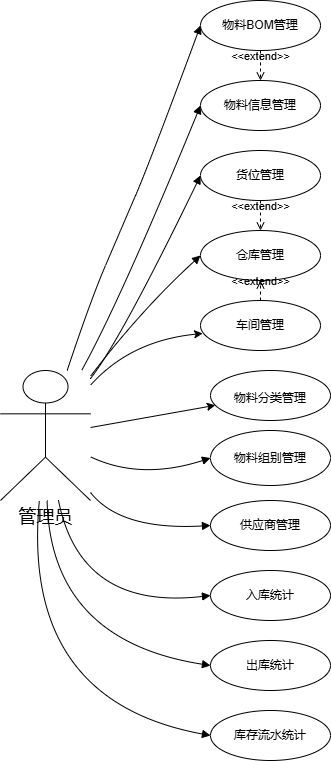 物料BOM管理
<<extend>>
物料信息管理
货位管理
<<extend>>
仓库管理
<<extend>>
车间管理
物料分类管理
物料组别管理
供应商管理
管理员
入库统计
出库统计
库存流水统计